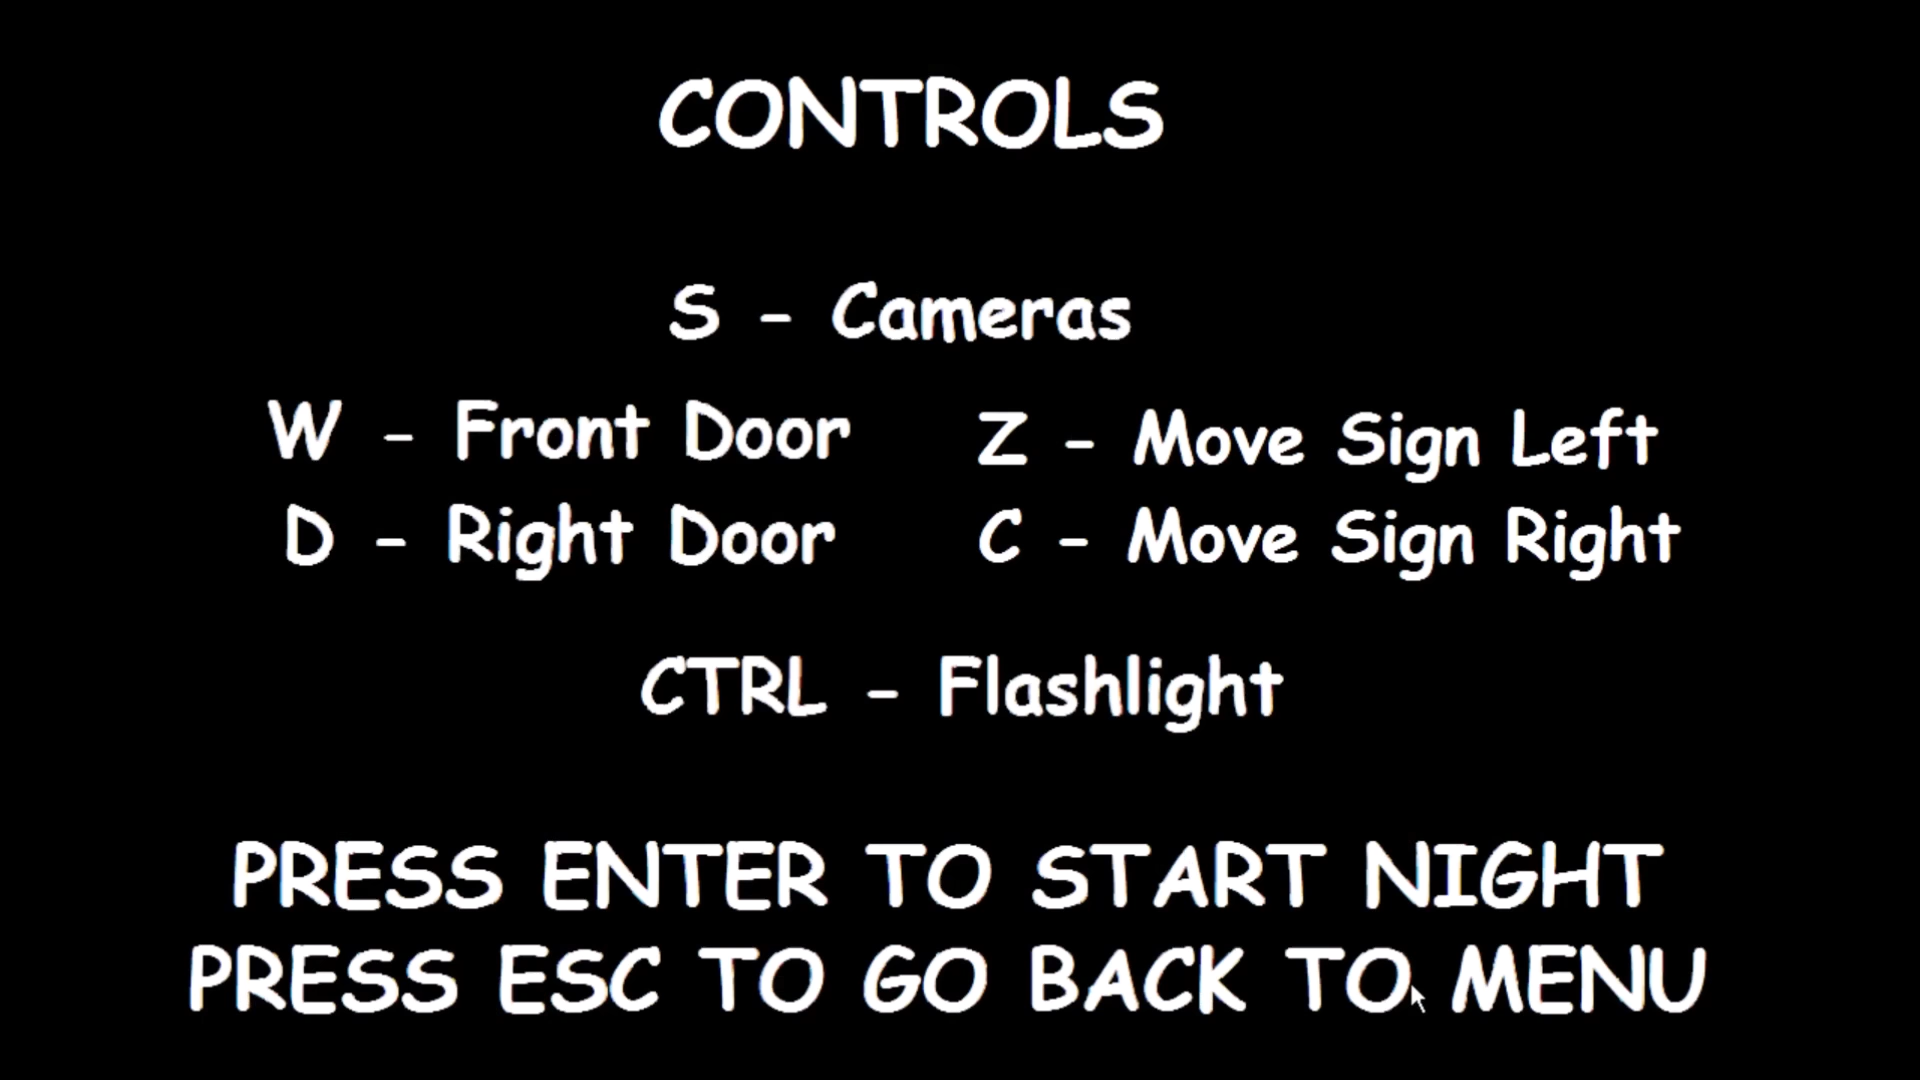 CONTROLS
S - Cameras
W - Front Door
Z - Move Sign Left
D - Right Door
C - Move Sign Right
CTRL - Flashlight
PRESS ENTER TO START NIGHT
PRESS ESC TO GO BACK TO MENU